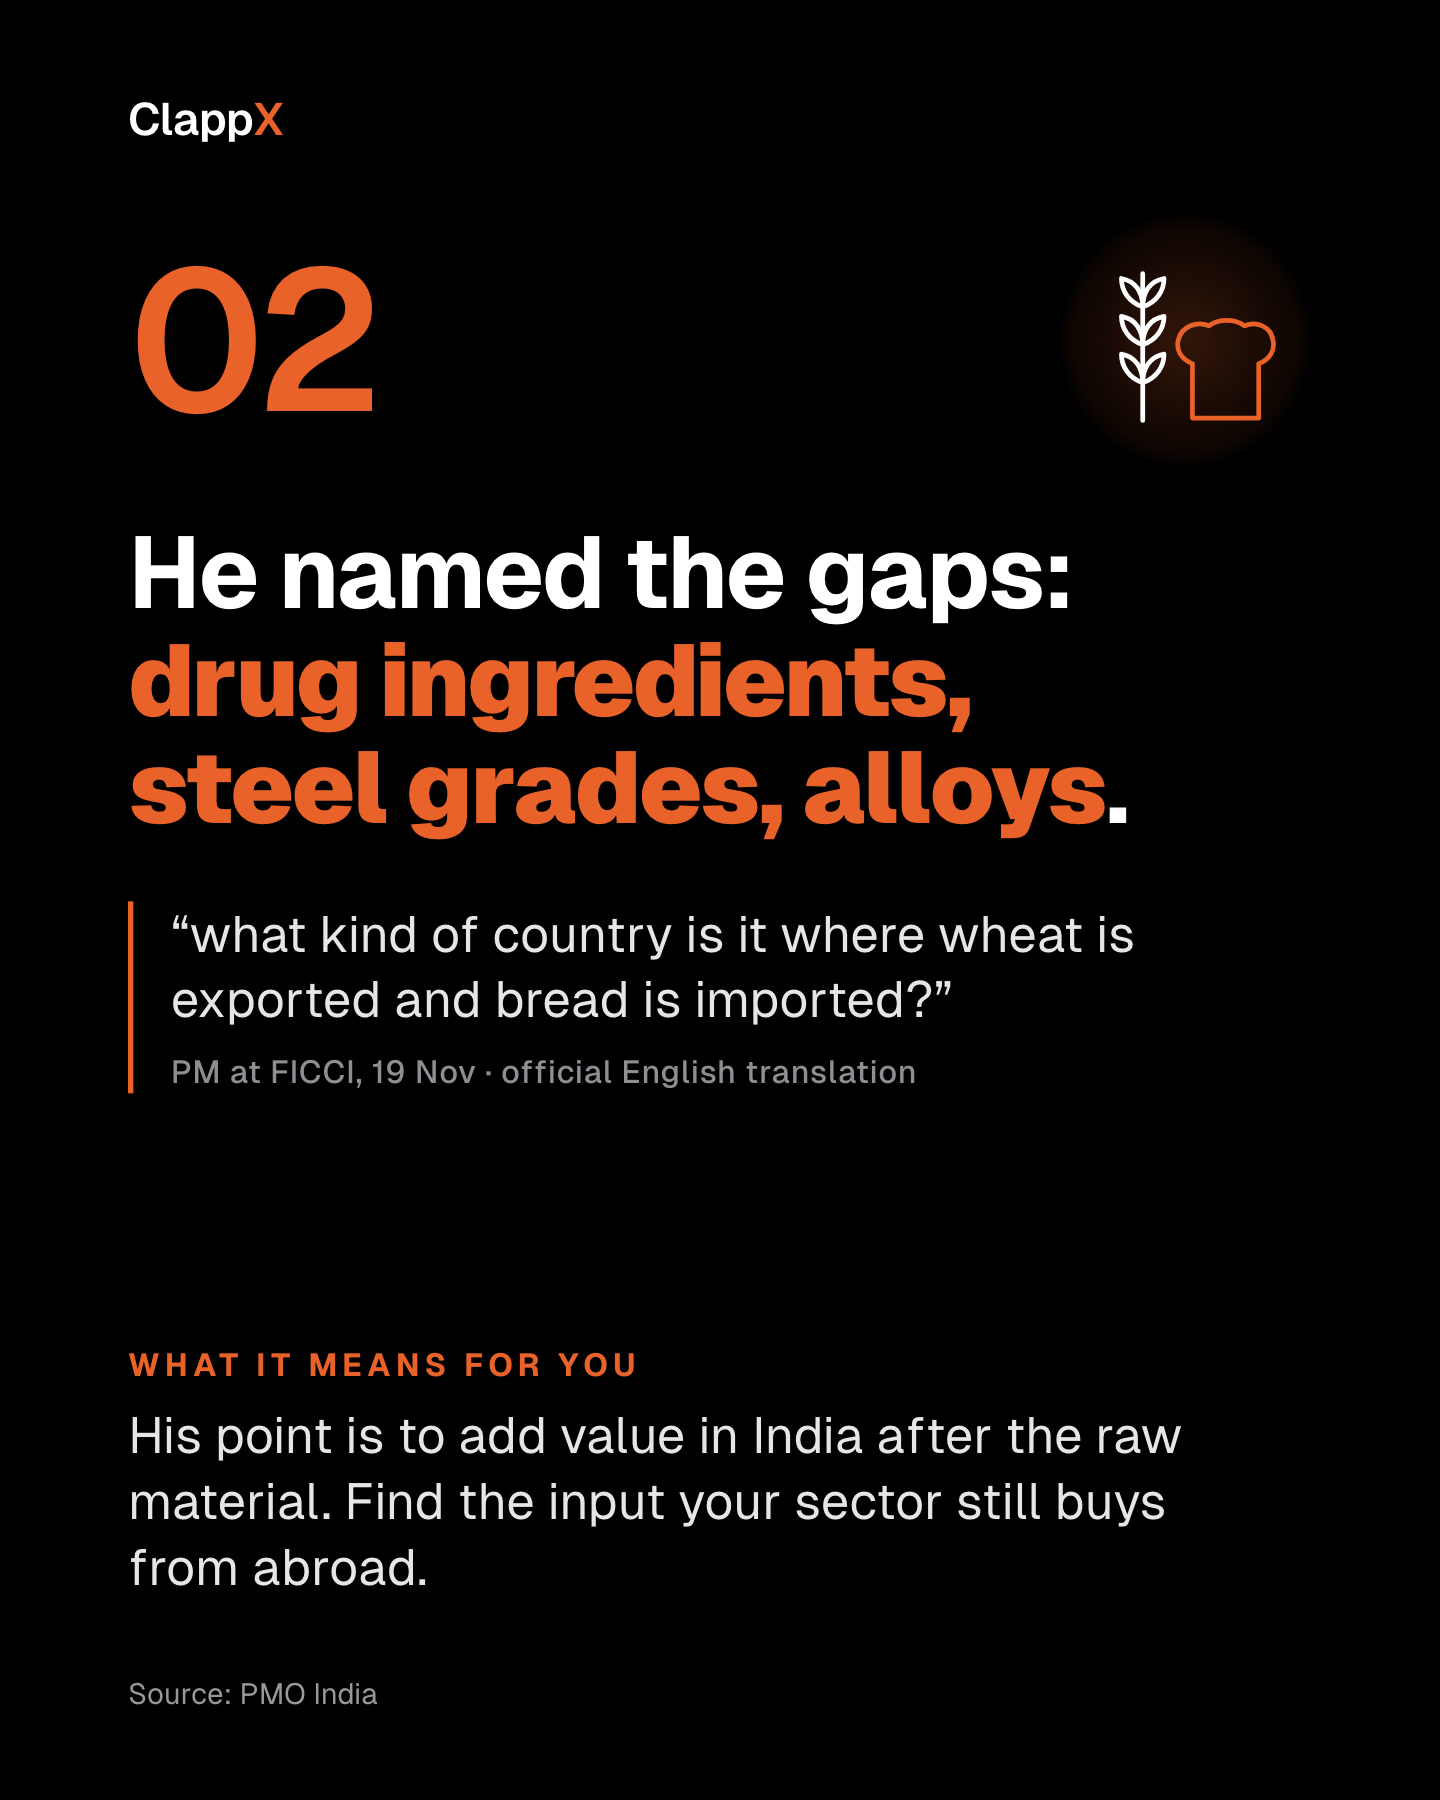 ClappX
02
He named the gaps:
drug ingredients,
steel grades, alloys.
“what kind of country is it where wheat is
exported and bread is imported?”
PM at FICCI, 19 Nov · official English translation
WHAT IT MEANS FOR YOU
His point is to add value in India after the raw
material. Find the input your sector still buys
from abroad.
Source: PMO India